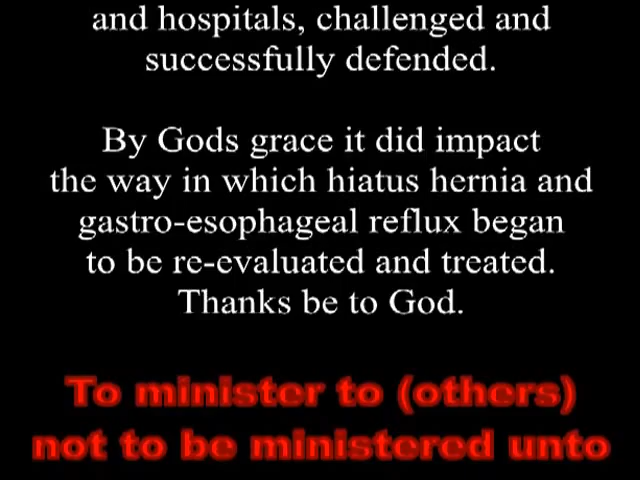 and hospitals, challenged and
successfully defended.
By Gods grace it did impact
the way in which hiatus hernia and
gastro-esophageal reflux began
to be re-evaluated and treated.
Thanks be to God.
To minister to (others)
not to be ministered unto